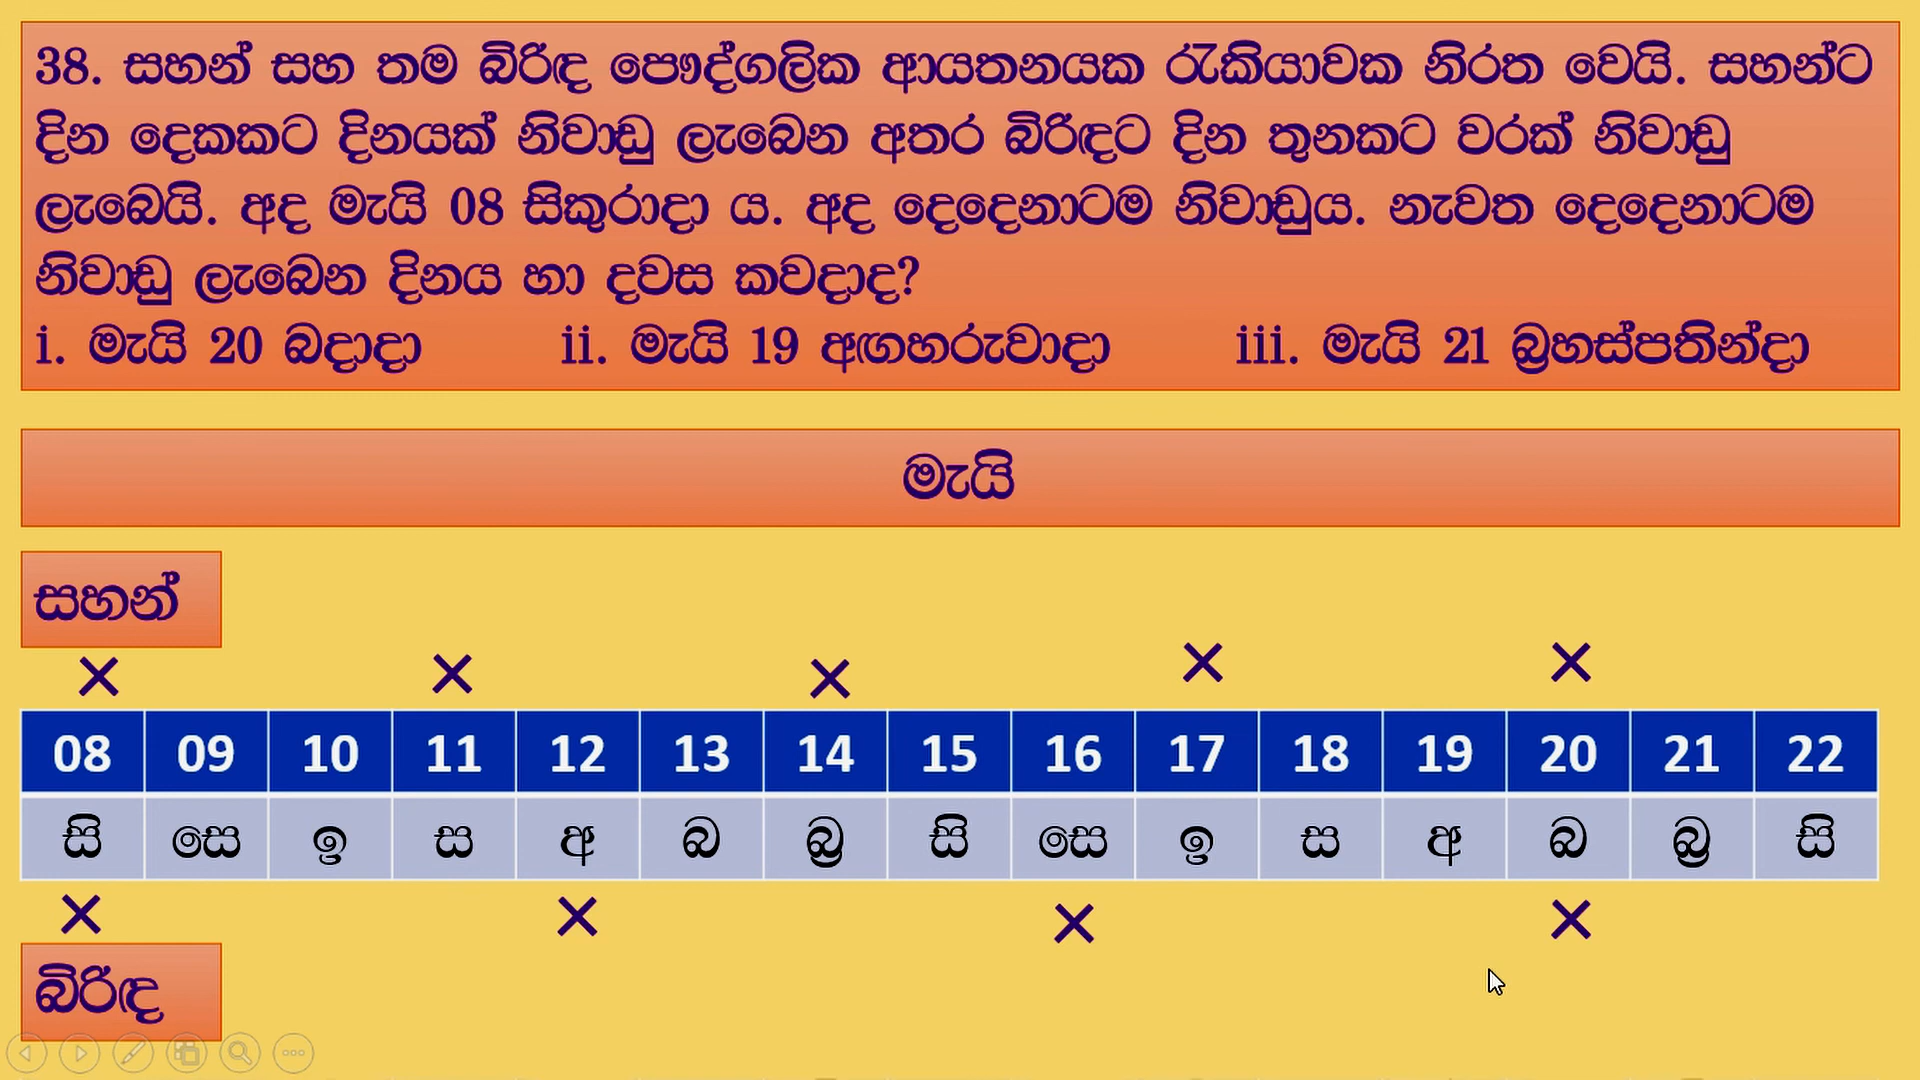 38. සහන් සහ තම බිරිඳ පෞද්ගලික ආයතනයක රැකියාවක නිරත වෙයි. සහන්ට
දින දෙකකට දිනයක් නිවාඩු ලැබෙන අතර බිරිඳට දින තුනකට වරක් නිවාඩු
ලැබෙයි. අද මැයි 08 සිකුරාදා ය. අද දෙදෙනාටම නිවාඩුය. නැවත දෙදෙනාටම
නිවාඩු ලැබෙන දිනය හා දවස කවදාද?
i. මැයි 20 බදාදා ii. මැයි 19 අඟහරුවාදා iii. මැයි 21 බ්‍රහස්පතින්දා
මැයි
සහන්
× × × × ×
08 09 10 11 12 13 14 15 16 17 18 19 20 21 22
සි සෙ ඉ ස අ බ බ්‍ර සි සෙ ඉ ස අ බ බ්‍ර සි
× × × ×
බිරිඳ